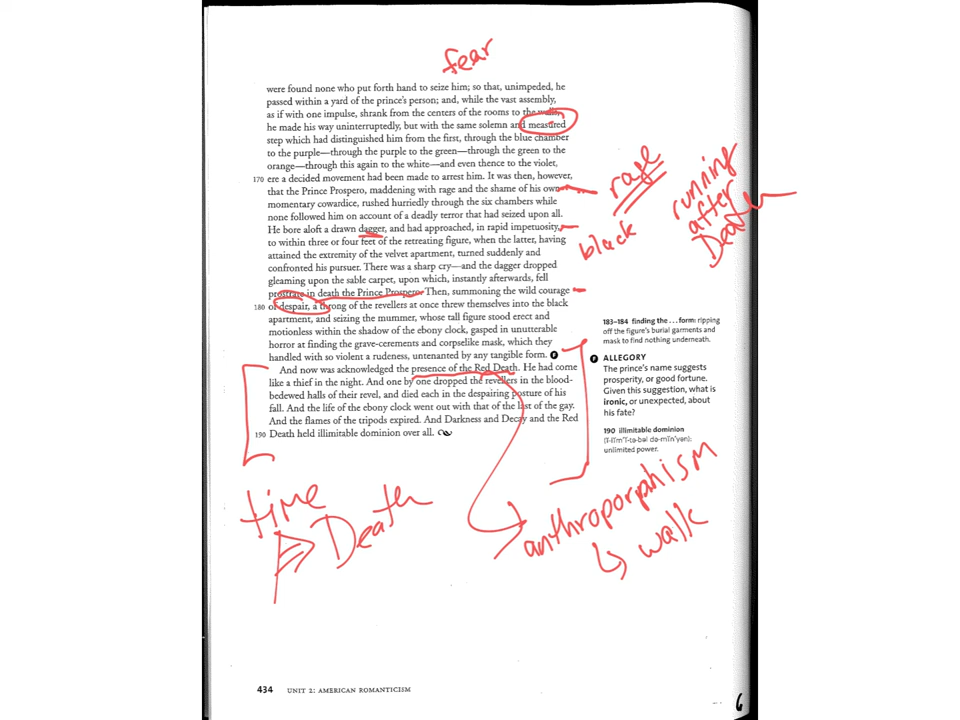 fear
were found none who put forth hand to seize him; so that, unimpeded, he
passed within a yard of the prince's person; and, while the vast assembly,
as if with one impulse, shrank from the centers of the rooms to the walls,
he made his way uninterruptedly, but with the same solemn and measured
step which had distinguished him from the first, through the blue chamber
to the purple—through the purple to the green—through the green to the
orange—through this again to the white—and even thence to the violet,
170 ere a decided movement had been made to arrest him. It was then, however,
that the Prince Prospero, maddening with rage and the shame of his own
momentary cowardice, rushed hurriedly through the six chambers while
none followed him on account of a deadly terror that had seized upon all.
He bore aloft a drawn dagger, and had approached, in rapid impetuosity,
to within three or four feet of the retreating figure, when the latter, having
attained the extremity of the velvet apartment, turned suddenly and
confronted his pursuer. There was a sharp cry—and the dagger dropped
gleaming upon the sable carpet, upon which, instantly afterwards, fell
prostrate in death the Prince Prospero. Then, summoning the wild courage
180 of despair, a throng of the revellers at once threw themselves into the black
apartment, and seizing the mummer, whose tall figure stood erect and
motionless within the shadow of the ebony clock, gasped in unutterable
horror at finding the grave-cerements and corpselike mask, which they
handled with so violent a rudeness, untenanted by any tangible form. F
And now was acknowledged the presence of the Red Death. He had come
like a thief in the night. And one by one dropped the revellers in the blood-
bedewed halls of their revel, and died each in the despairing posture of his
fall. And the life of the ebony clock went out with that of the last of the gay.
And the flames of the tripods expired. And Darkness and Decay and the Red
190 Death held illimitable dominion over all.
rage
black
running
after
Death
183–184 finding the . . . form: ripping
off the figure's burial garments and
mask to find nothing underneath.
F ALLEGORY
The prince's name suggests
prosperity, or good fortune.
Given this suggestion, what is
ironic, or unexpected, about
his fate?
190 illimitable dominion
unlimited power.
time
Death
anthroporphism
walk
434 UNIT 2: AMERICAN ROMANTICISM
6